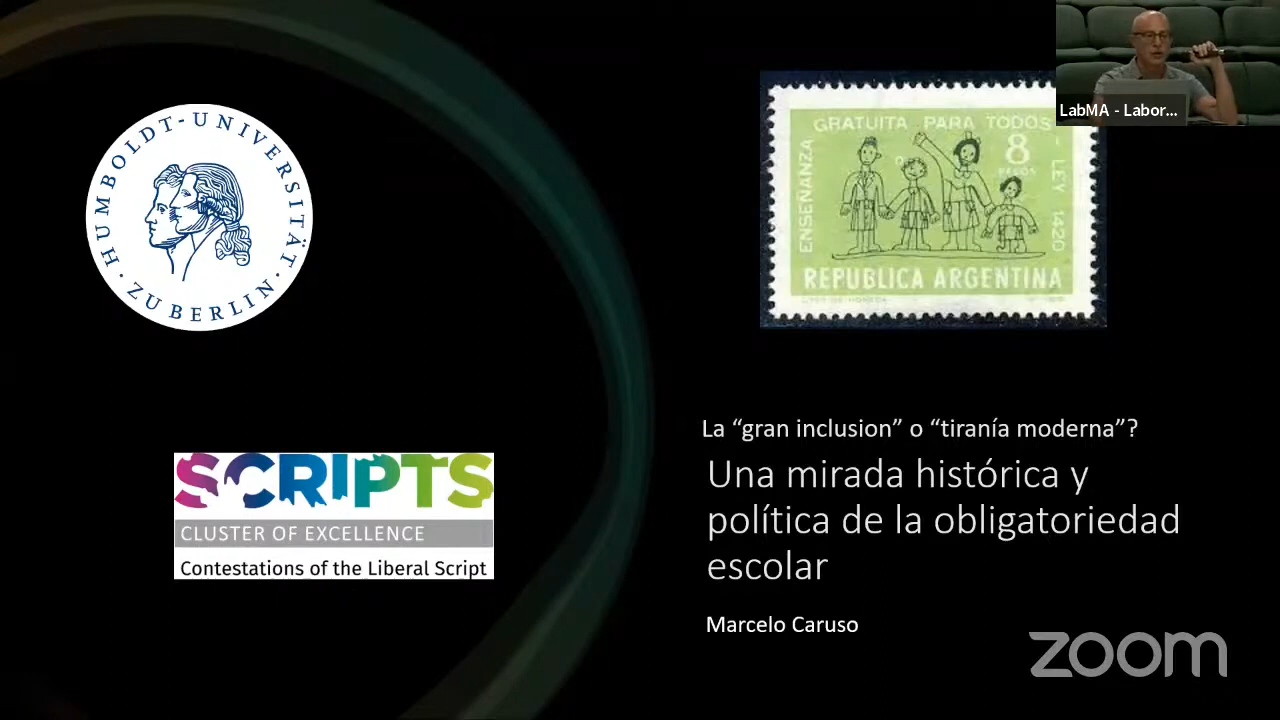 HUMBOLDT-UNIVERSITÄT
· ZU BERLIN ·
ENSEÑANZA
GRATUITA PARA TODOS -
LEY 1420
8
PESOS
REPUBLICA ARGENTINA
LabMA - Labor...
La “gran inclusion” o “tiranía moderna”?
Una mirada histórica y
política de la obligatoriedad
escolar
Marcelo Caruso
SCRIPTS
CLUSTER OF EXCELLENCE
Contestations of the Liberal Script
zoom